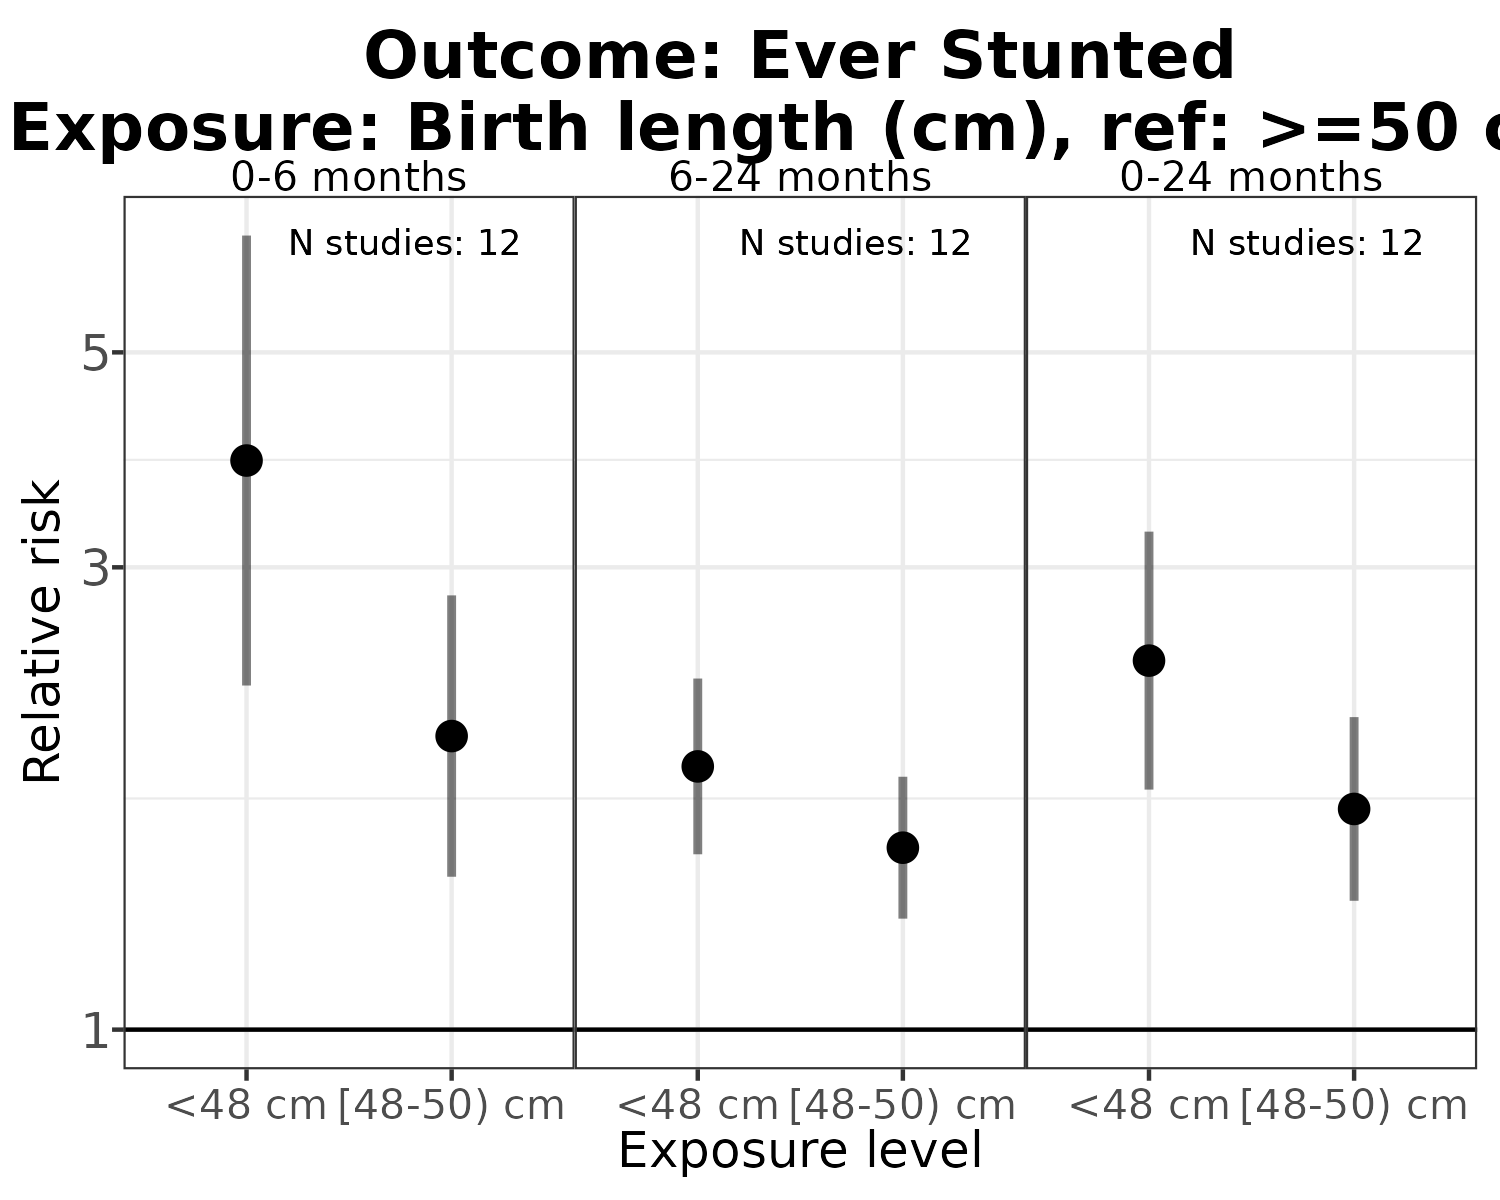 Outcome: Ever Stunted
Exposure: Birth length (cm), ref: >=50 c
0-6 months 6-24 months 0-24 months
N studies: 12 N studies: 12 N studies: 12
5
3
1
Relative risk
<48 cm [48-50) cm <48 cm [48-50) cm <48 cm [48-50) cm
Exposure level